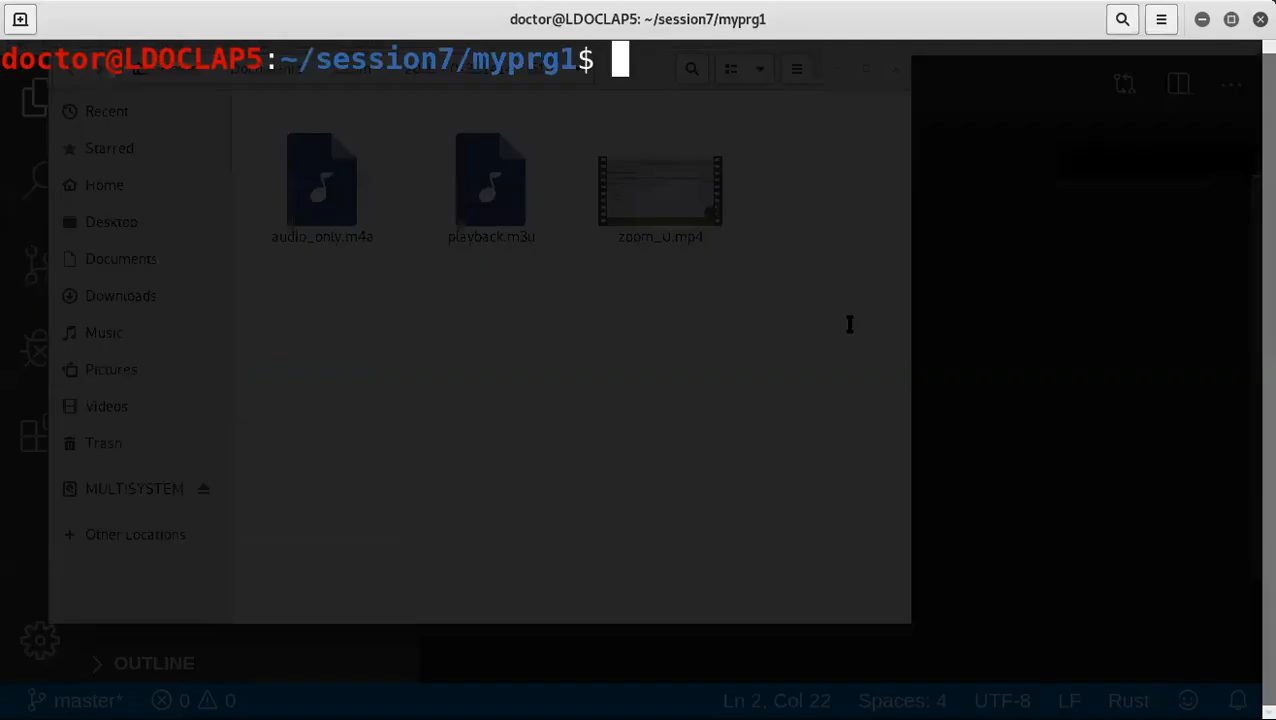 doctor@LDOCLAP5: ~/session7/myprg1
doctor@LDOCLAP5:~/session7/myprg1$
Recent
Starred
Home
Desktop
Documents
Downloads
Music
Pictures
Videos
Trash
MULTISYSTEM
+ Other Locations
audio_only.m4a
playback.m3u
zoom_0.mp4
OUTLINE
master* 0 0 Ln 2, Col 22 Spaces: 4 UTF-8 LF Rust